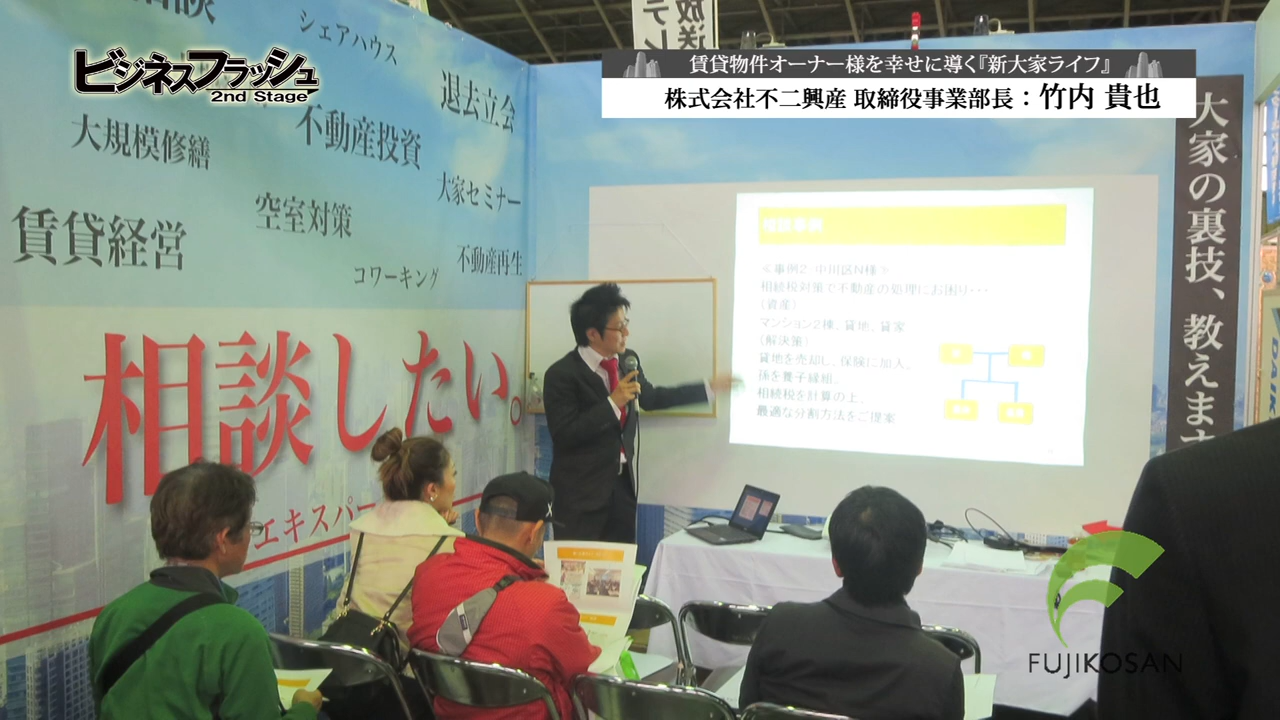 ビジネスフラッシュ
2nd Stage
賃貸物件オーナー様を幸せに導く『新大家ライフ』
株式会社不二興産 取締役事業部長：竹内 貴也
シェアハウス
退去立会
大規模修繕
不動産投資
大家セミナー
空室対策
賃貸経営
不動産再生
コワーキング
相談したい。
エキスパー
放送
テレ
大家の裏技、教えます
≪事例2 中川区N様≫
相続税対策で不動産の処理にお困り・・・
（資産）
マンション2棟、貸地、貸家
（解決策）
貸地を売却し、保険に加入。
孫を養子縁組。
相続税を計算の上、
最適な分割方法をご提案
FUJIKOSAN